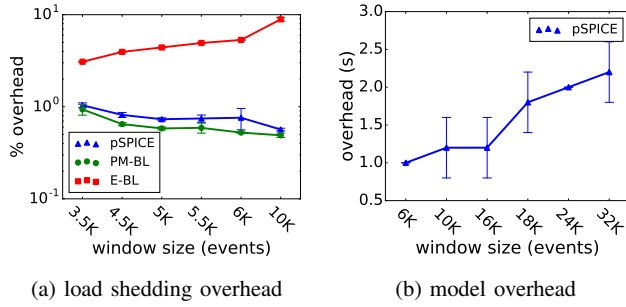 10^1
10^0
10^-1
% overhead
pSPICE
PM-BL
E-BL
3.5K 4.5K 5K 5.5K 6K 10K
window size (events)
(a) load shedding overhead
3.0
2.5
2.0
1.5
1.0
0.5
overhead (s)
pSPICE
6K 10K 16K 18K 24K 32K
window size (events)
(b) model overhead